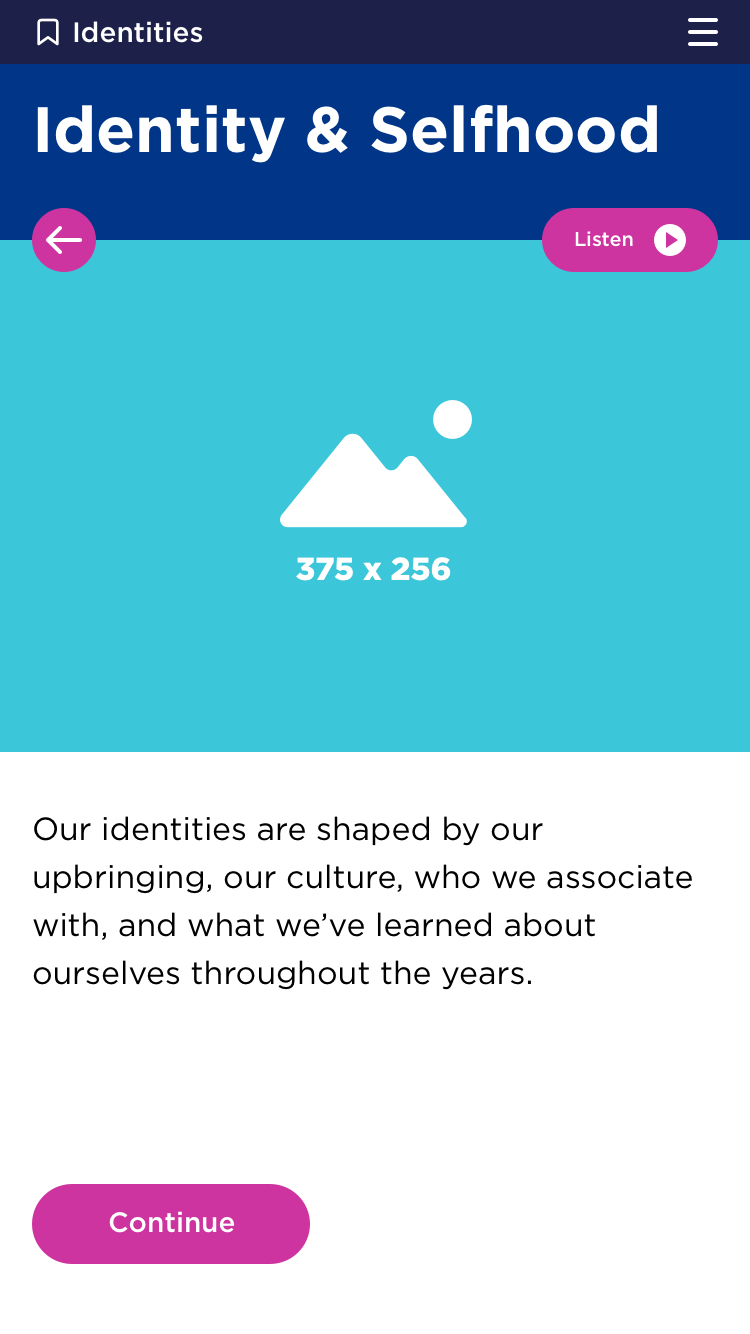 Identities
Identity & Selfhood
Listen
375 x 256
Our identities are shaped by our
upbringing, our culture, who we associate
with, and what we’ve learned about
ourselves throughout the years.
Continue